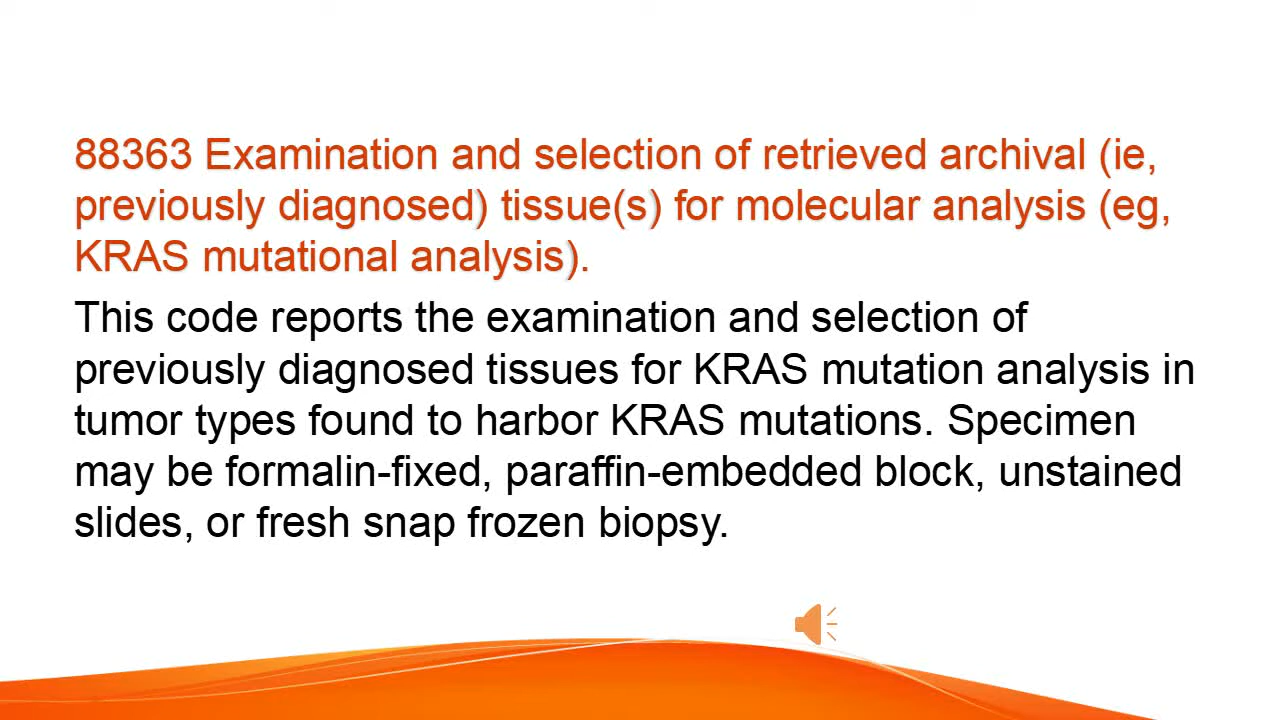 88363 Examination and selection of retrieved archival (ie,
previously diagnosed) tissue(s) for molecular analysis (eg,
KRAS mutational analysis).
This code reports the examination and selection of
previously diagnosed tissues for KRAS mutation analysis in
tumor types found to harbor KRAS mutations. Specimen
may be formalin-fixed, paraffin-embedded block, unstained
slides, or fresh snap frozen biopsy.